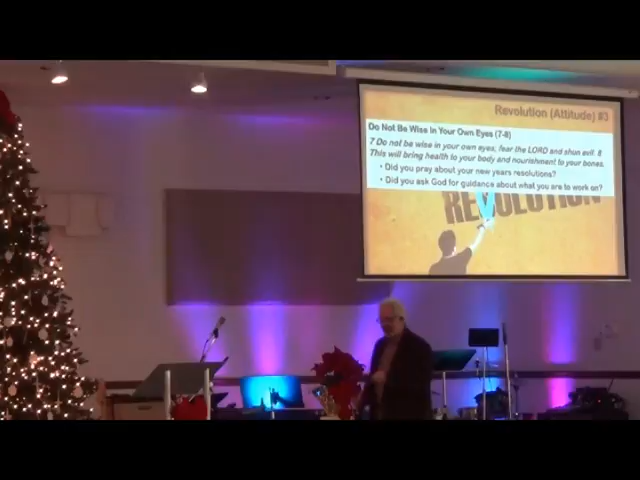 Revolution (Attitude) #3
Do Not Be Wise In Your Own Eyes (7-8)
7 Do not be wise in your own eyes; fear the LORD and shun evil. 8
This will bring health to your body and nourishment to your bones.
• Did you pray about your new years resolutions?
• Did you ask God for guidance about what you are to work on?
REVOLUTION